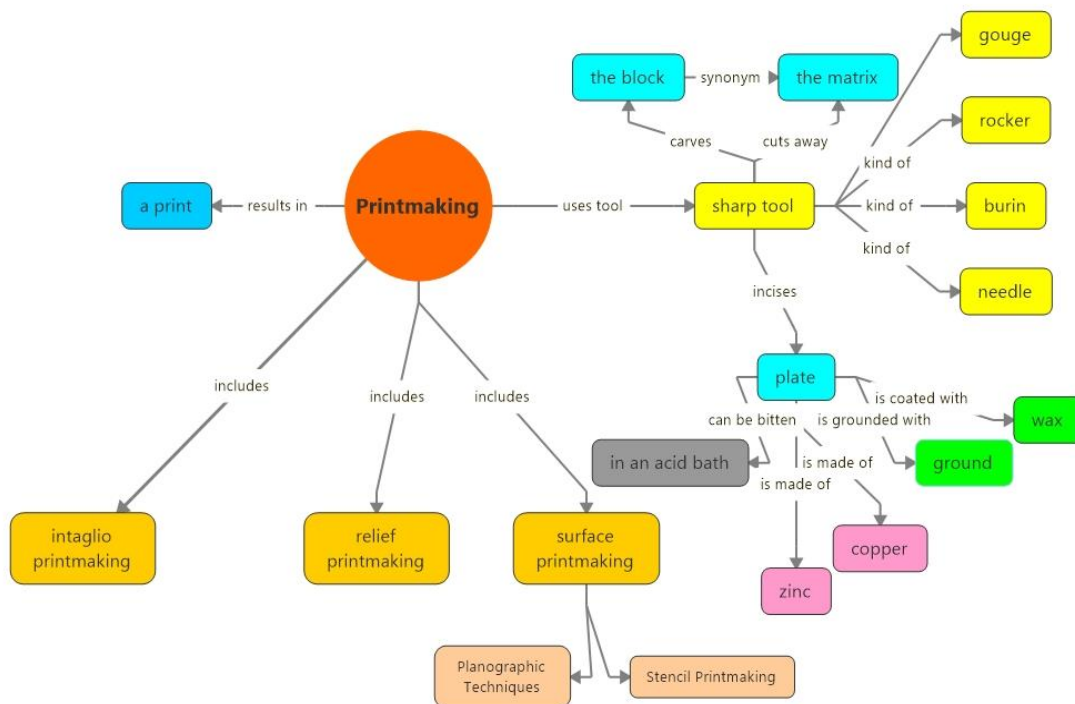 gouge
the block
synonym
the matrix
rocker
carves
cuts away
kind of
a print
results in
Printmaking
uses tool
sharp tool
kind of
burin
kind of
needle
incises
plate
includes
includes
includes
is coated with
wax
can be bitten
is grounded with
in an acid bath
is made of
ground
is made of
intaglio
printmaking
relief
printmaking
surface
printmaking
copper
zinc
Planographic
Techniques
Stencil Printmaking